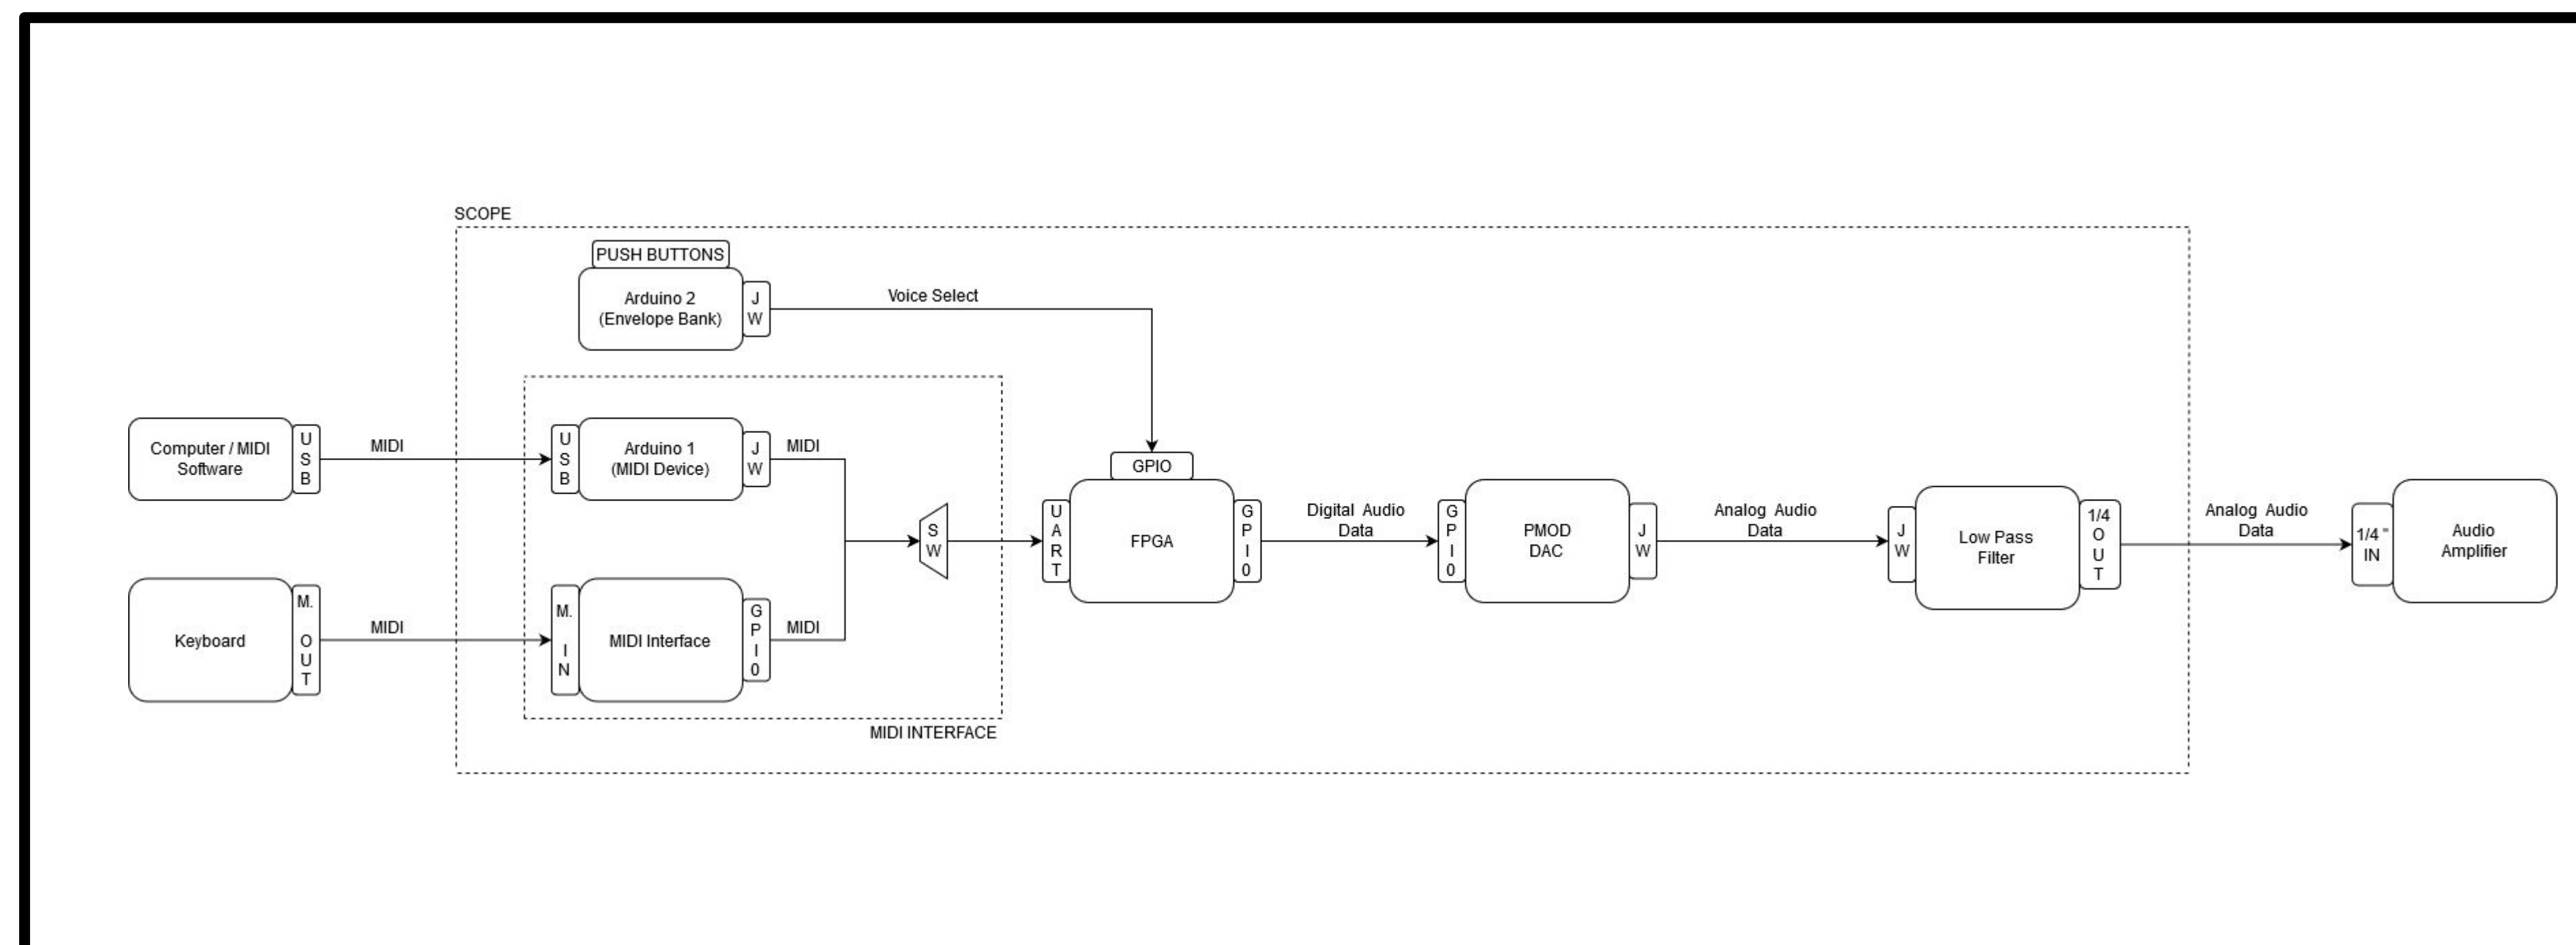 SCOPE
PUSH BUTTONS
Arduino 2
(Envelope Bank)
J
W
Voice Select
Computer / MIDI
Software
U
S
B
MIDI
U
S
B
Arduino 1
(MIDI Device)
J
W
MIDI
Keyboard
M.
O
U
T
MIDI
M.
I
N
MIDI Interface
G
P
I
0
MIDI
MIDI INTERFACE
S
W
GPIO
U
A
R
T
FPGA
G
P
I
0
Digital Audio
Data
G
P
I
0
PMOD
DAC
J
W
Analog Audio
Data
J
W
Low Pass
Filter
1/4
O
U
T
Analog Audio
Data
1/4 "
IN
Audio
Amplifier